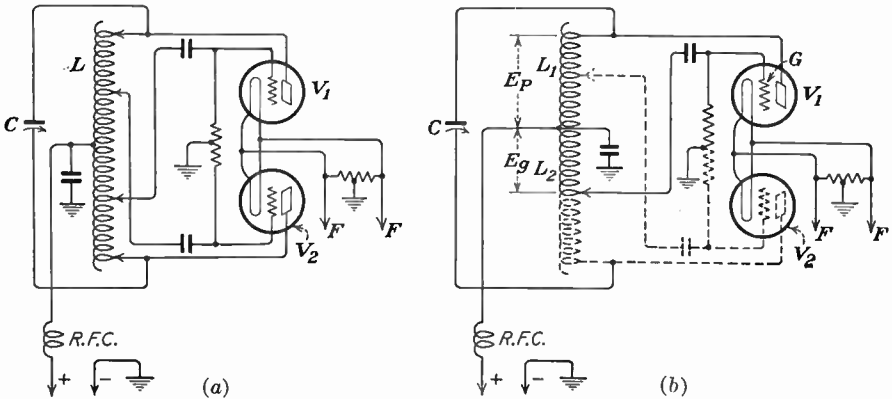 L
C
V1
V2
F
F
R.F.C.
+
-
(a)
Ep
L1
Eg
L2
C
G
V1
V2
F
F
R.F.C.
+
-
(b)